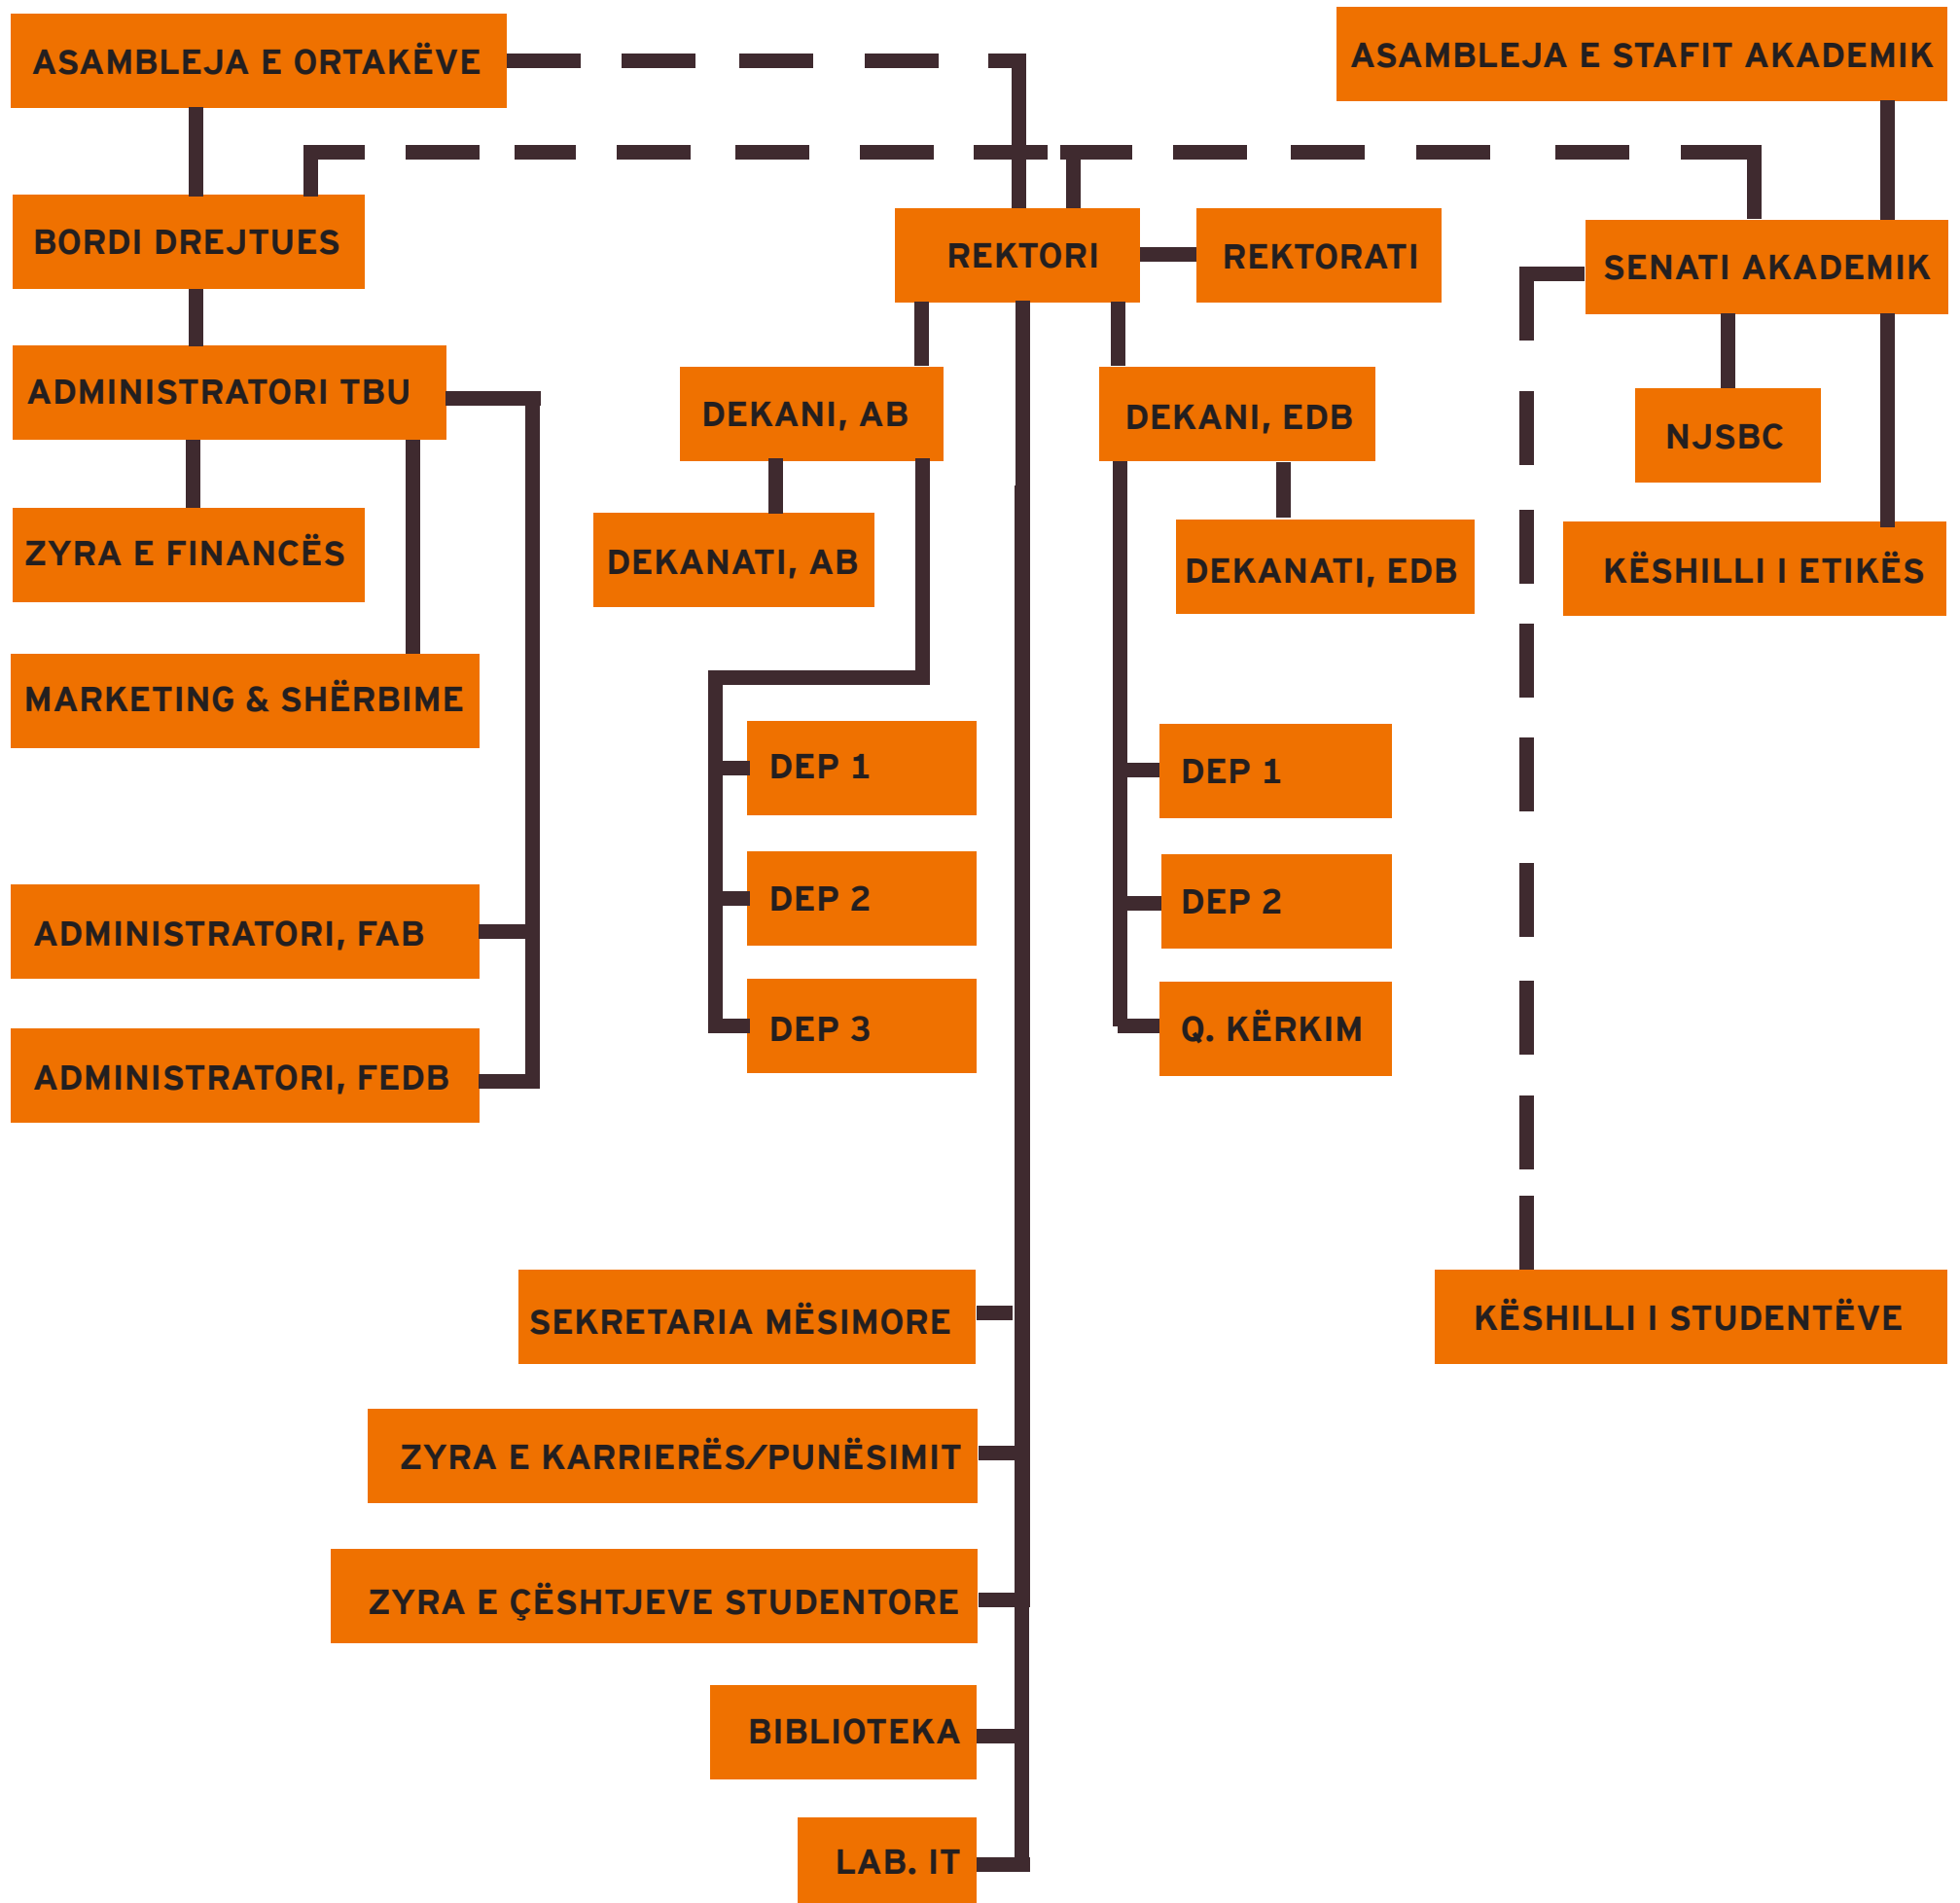 ASAMBLEJA E ORTAKËVE
ASAMBLEJA E STAFIT AKADEMIK
BORDI DREJTUES
REKTORI
REKTORATI
SENATI AKADEMIK
ADMINISTRATORI TBU
DEKANI, AB
DEKANI, EDB
NJSBC
ZYRA E FINANCËS
DEKANATI, AB
DEKANATI, EDB
KËSHILLI I ETIKËS
MARKETING & SHËRBIME
DEP 1
DEP 1
DEP 2
DEP 2
ADMINISTRATORI, FAB
DEP 3
Q. KËRKIM
ADMINISTRATORI, FEDB
SEKRETARIA MËSIMORE
KËSHILLI I STUDENTËVE
ZYRA E KARRIERËS/PUNËSIMIT
ZYRA E ÇËSHTJEVE STUDENTORE
BIBLIOTEKA
LAB. IT